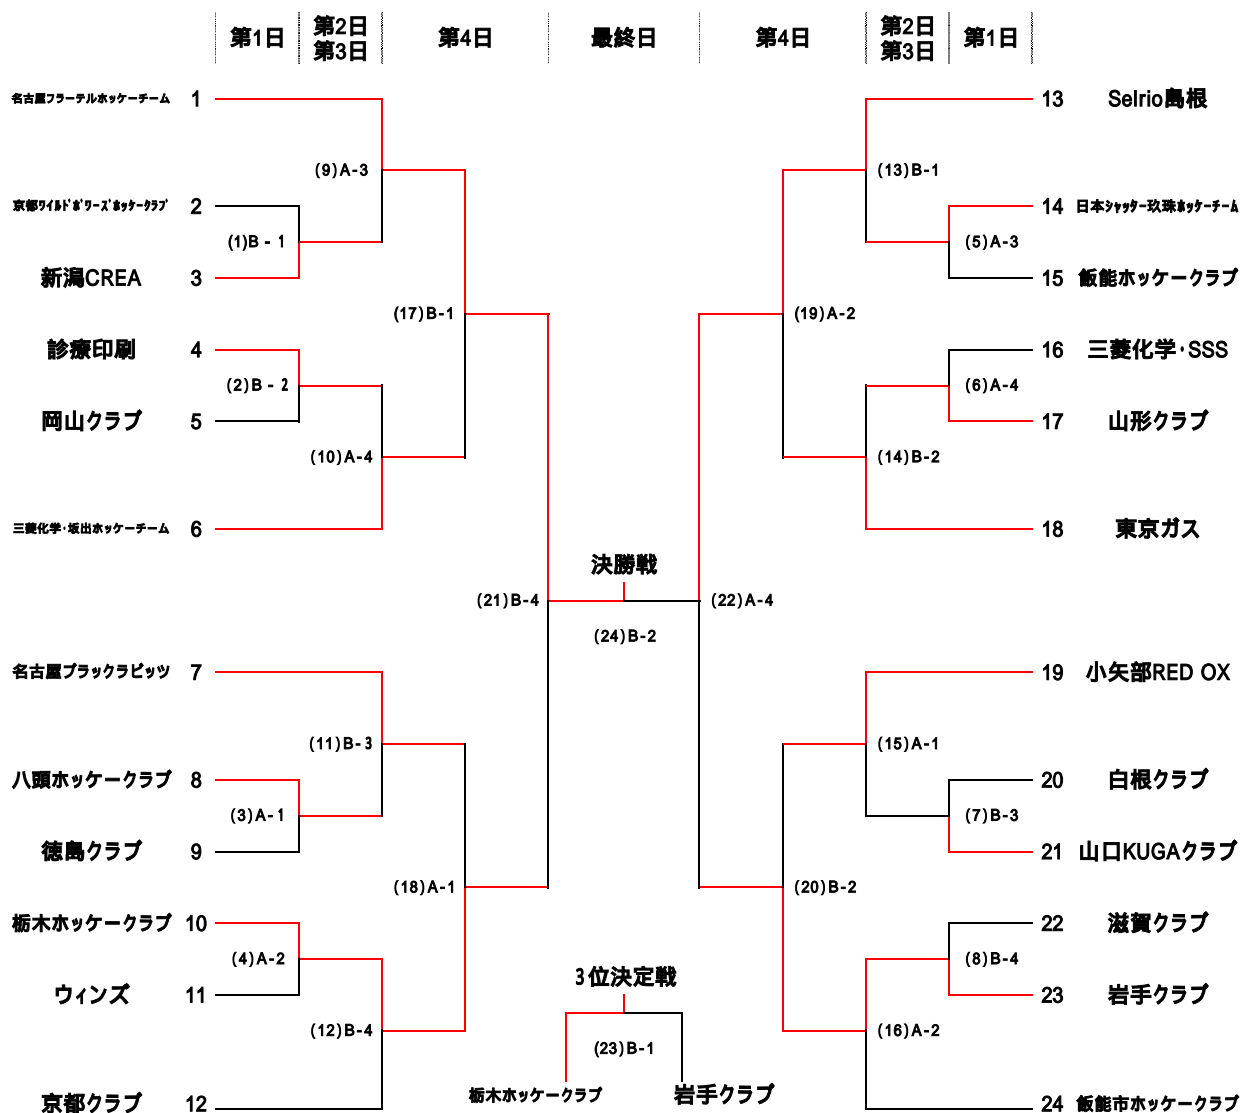 第1日 第2日 第3日 第4日 最終日 第4日 第2日 第3日 第1日
名古屋フラーテルホッケーチーム 1
13 Selrio島根
(9)A-3
(13)B-1
京都ワイルドボワーズホッケークラブ 2
14 日本シャッター玖珠ホッケーチーム
(1)B-1
(5)A-3
新潟CREA 3
15 飯能ホッケークラブ
(17)B-1
(19)A-2
診療印刷 4
16 三菱化学・SSS
(2)B-2
(6)A-4
岡山クラブ 5
17 山形クラブ
(10)A-4
(14)B-2
三菱化学・坂出ホッケーチーム 6
18 東京ガス
決勝戦
(21)B-4
(22)A-4
(24)B-2
名古屋ブラックラビッツ 7
19 小矢部RED OX
(11)B-3
(15)A-1
八頭ホッケークラブ 8
20 白根クラブ
(3)A-1
(7)B-3
徳島クラブ 9
21 山口KUGAクラブ
(18)A-1
(20)B-2
栃木ホッケークラブ 10
22 滋賀クラブ
(4)A-2
(8)B-4
3位決定戦
ウィンズ 11
23 岩手クラブ
(12)B-4
(16)A-2
(23)B-1
栃木ホッケークラブ 岩手クラブ
京都クラブ 12
24 飯能市ホッケークラブ